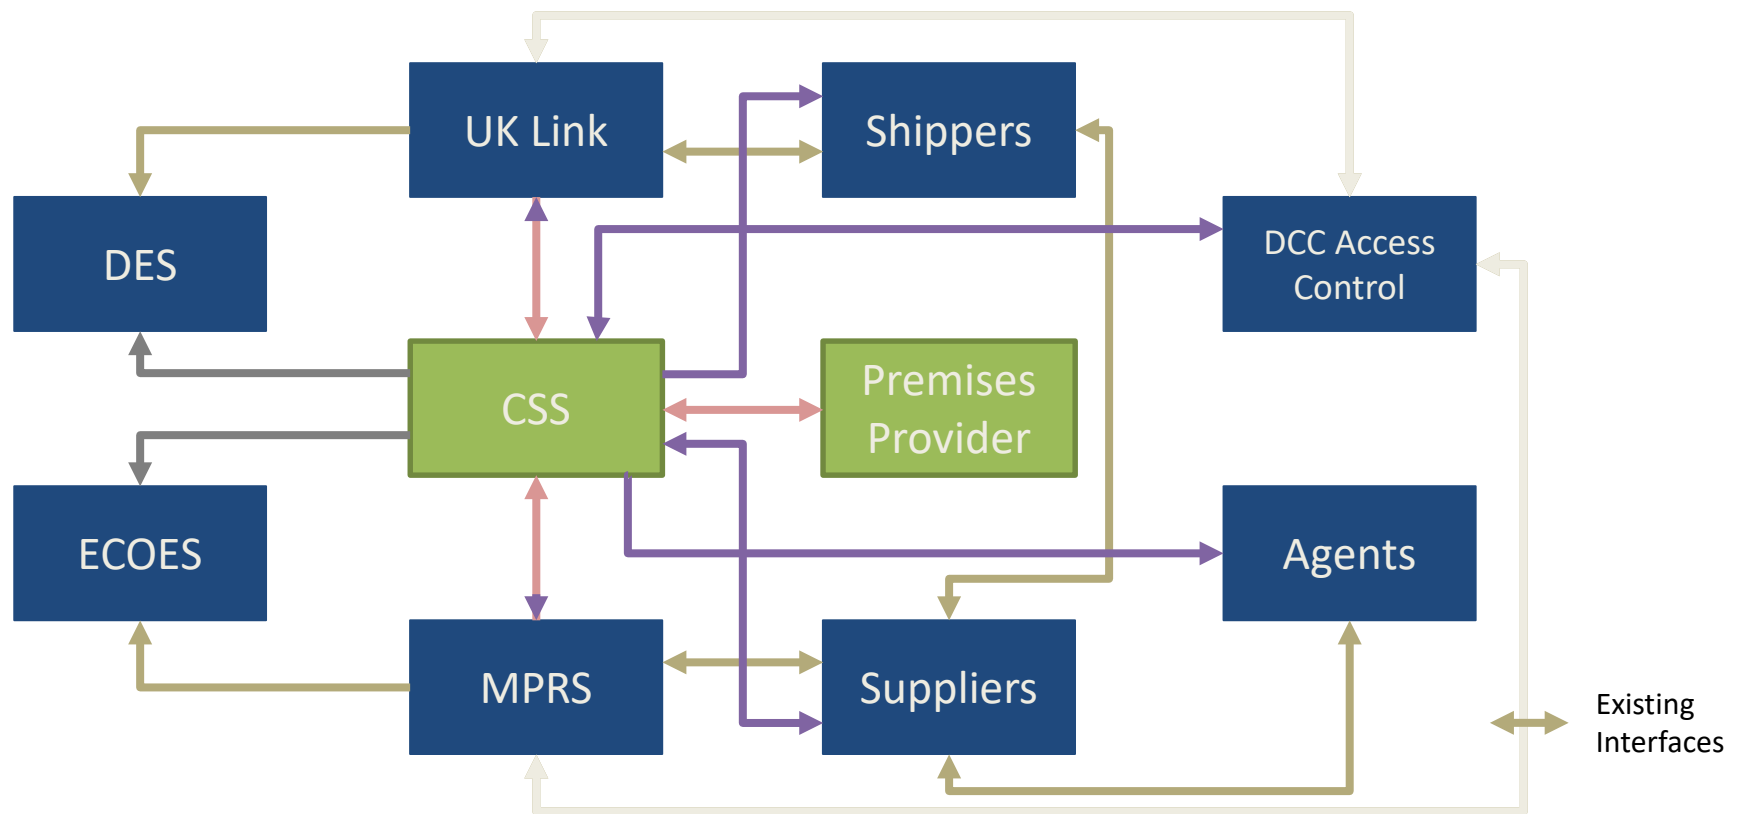 UK Link
Shippers
DES
DCC Access
Control
CSS
Premises
Provider
ECOES
Agents
MPRS
Suppliers
Existing
Interfaces